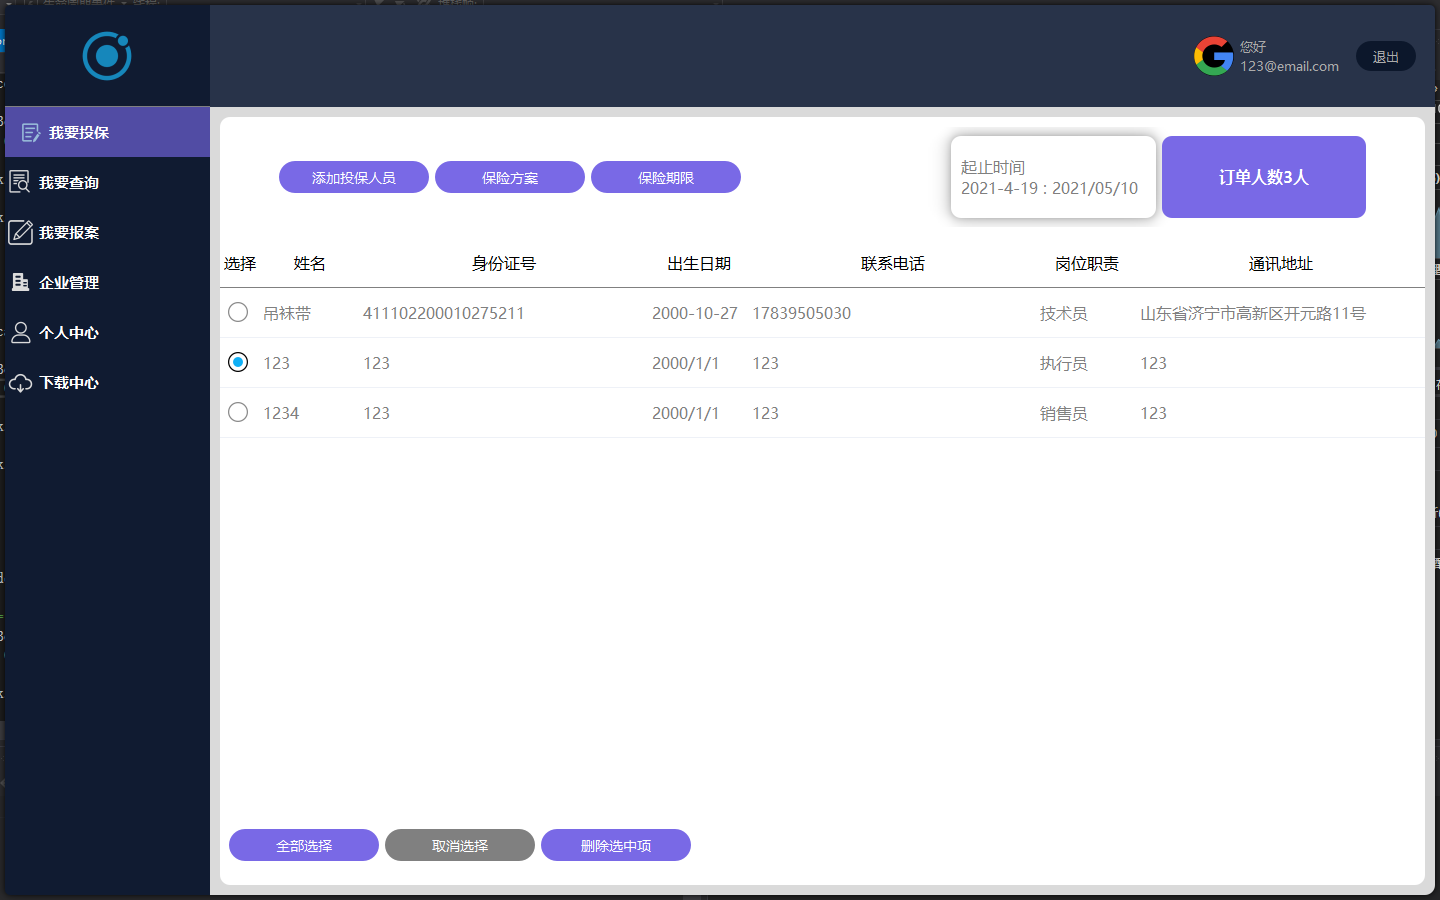 您好
123@email.com
退出
我要投保
我要查询
我要报案
企业管理
个人中心
下载中心
添加投保人员 保险方案 保险期限
起止时间
2021-4-19 : 2021/05/10
订单人数3人
选择 姓名 身份证号 出生日期 联系电话 岗位职责 通讯地址
吊袜带 411102200010275211 2000-10-27 17839505030 技术员 山东省济宁市高新区开元路11号
123 123 2000/1/1 123 执行员 123
1234 123 2000/1/1 123 销售员 123
全部选择 取消选择 删除选中项